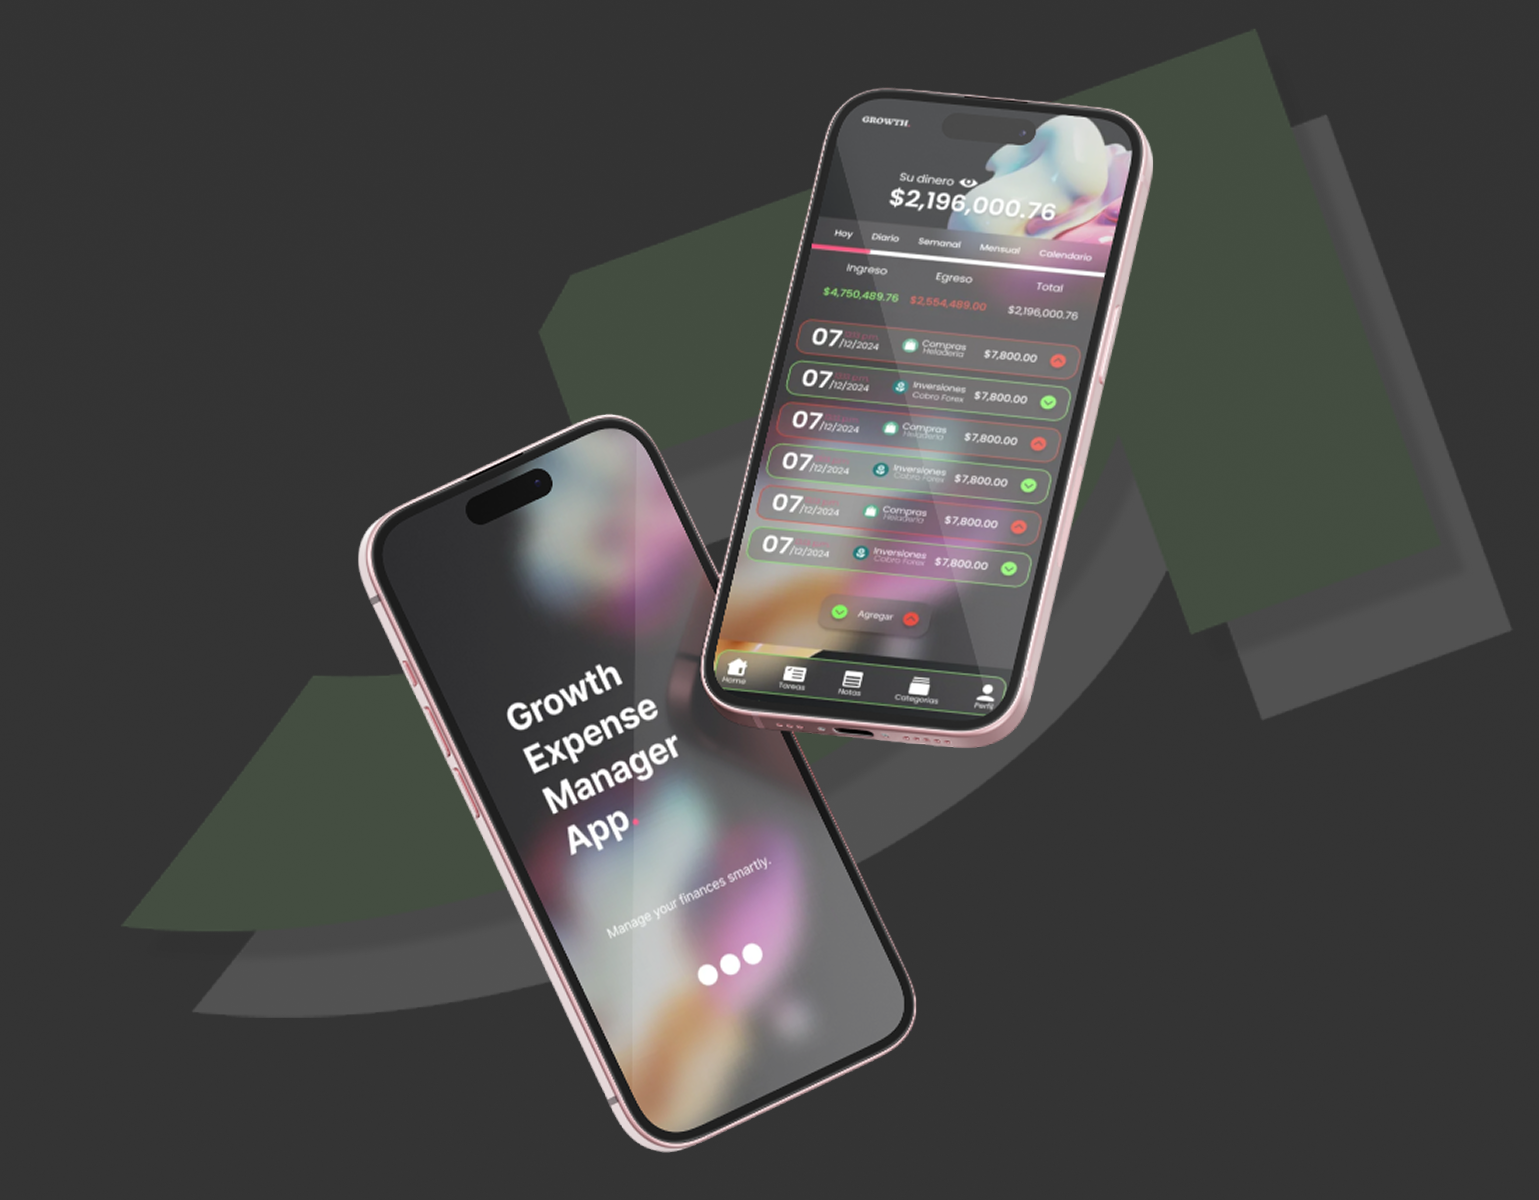 GROWTH.
Su dinero
$2,196,000.76
Hoy Diario Semanal Mensual Calendario
Ingreso Egreso Total
$4,750,489.76 $2,554,489.00 $2,196,000.76
07/12/2024 Compras Heladería $7,800.00
07/12/2024 Inversiones Cobro Forex $7,800.00
07/12/2024 Compras Heladería $7,800.00
07/12/2024 Inversiones Cobro Forex $7,800.00
07/12/2024 Compras Heladería $7,800.00
07/12/2024 Inversiones Cobro Forex $7,800.00
Agregar
Home Tareas Notas Categorias Perfil
Growth
Expense
Manager
App.
Manage your finances smartly.